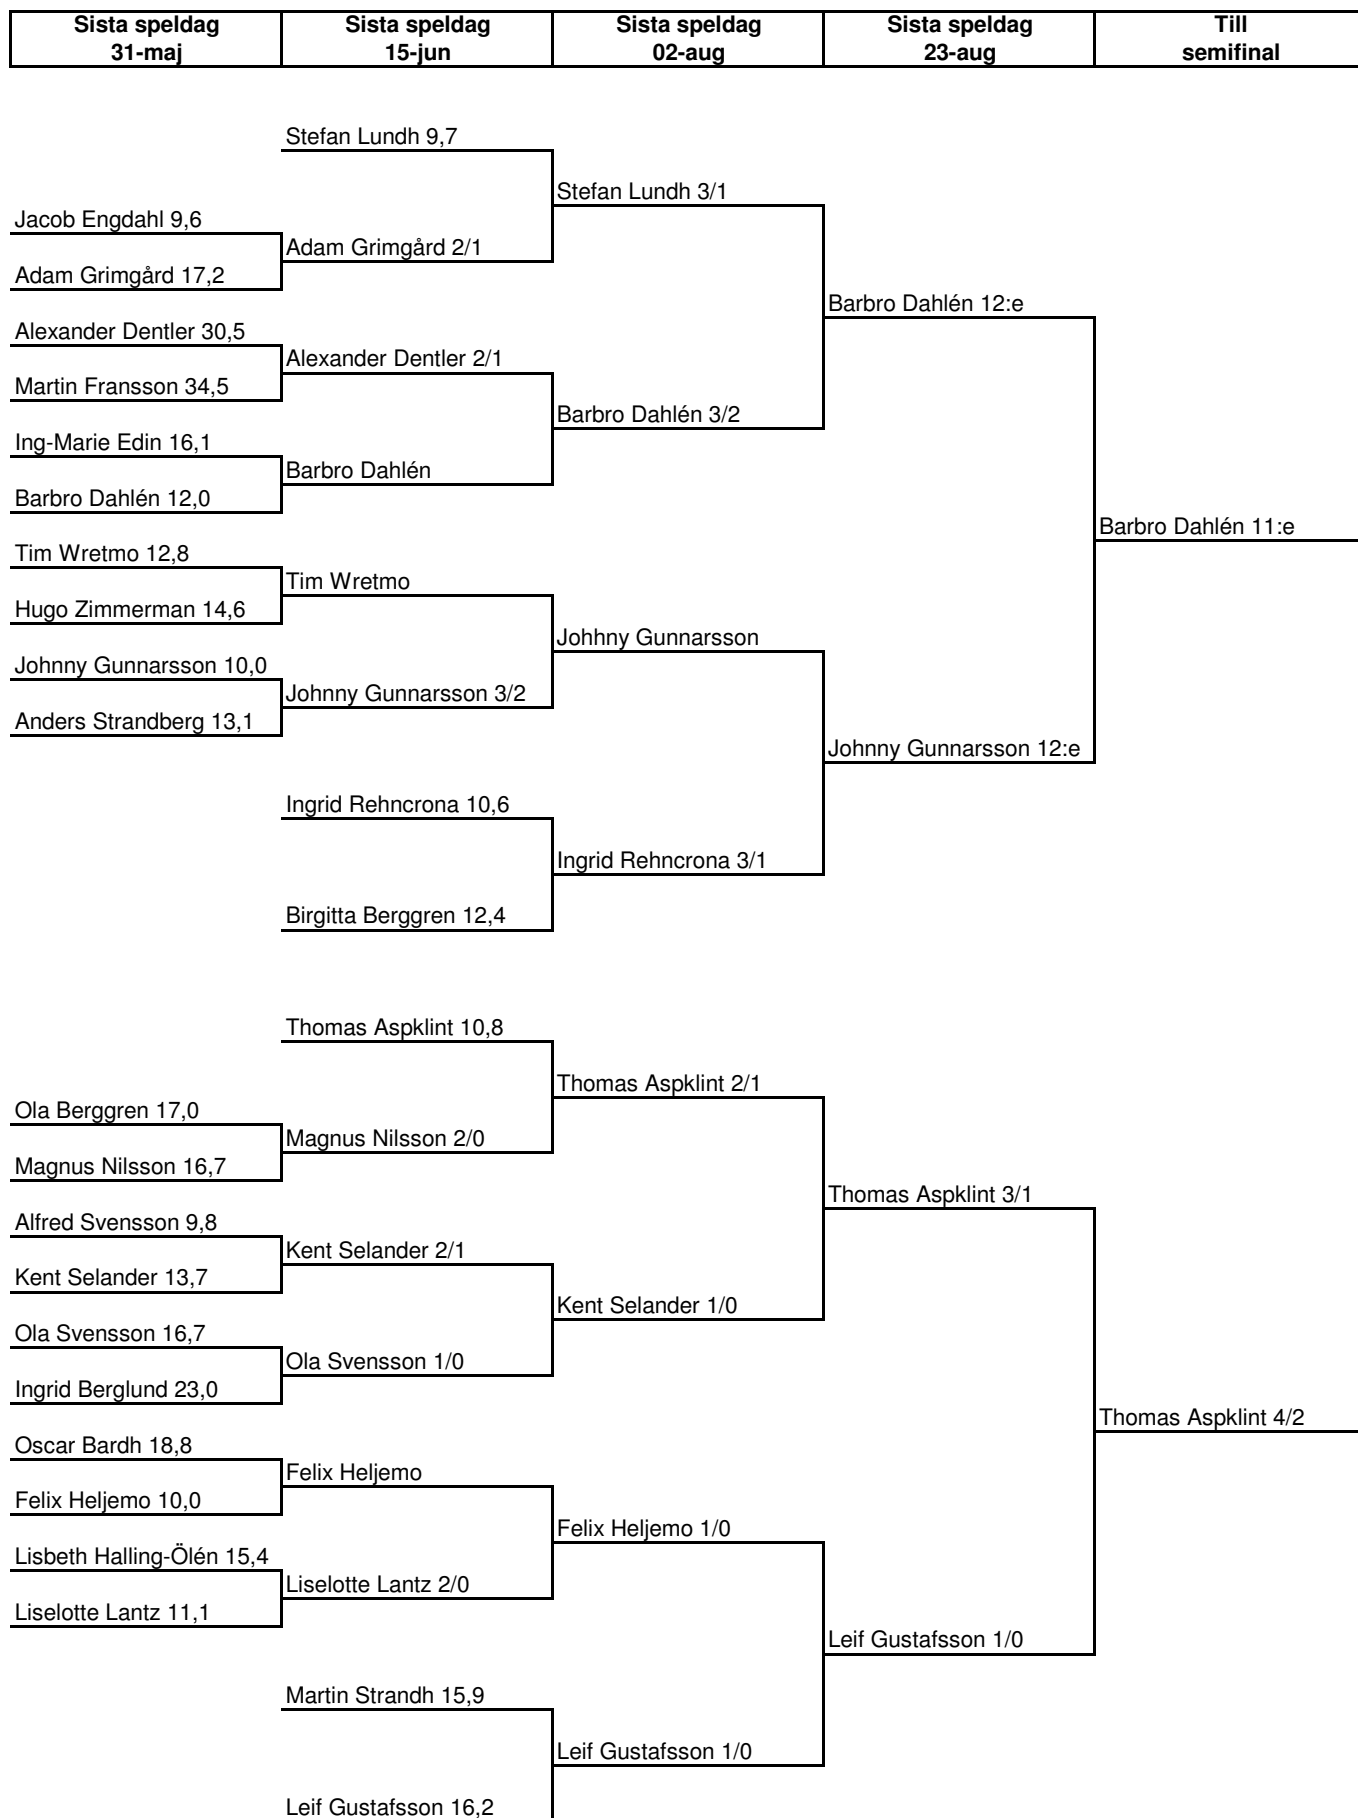 Sista speldag Sista speldag Sista speldag Sista speldag Till
31-maj 15-jun 02-aug 23-aug semifinal
Stefan Lundh 9,7
Stefan Lundh 3/1
Jacob Engdahl 9,6
Adam Grimgård 2/1
Adam Grimgård 17,2
Barbro Dahlén 12:e
Alexander Dentler 30,5
Alexander Dentler 2/1
Martin Fransson 34,5
Barbro Dahlén 3/2
Ing-Marie Edin 16,1
Barbro Dahlén
Barbro Dahlén 12,0
Barbro Dahlén 11:e
Tim Wretmo 12,8
Tim Wretmo
Hugo Zimmerman 14,6
Johhny Gunnarsson
Johnny Gunnarsson 10,0
Johnny Gunnarsson 3/2
Anders Strandberg 13,1
Johnny Gunnarsson 12:e
Ingrid Rehncrona 10,6
Ingrid Rehncrona 3/1
Birgitta Berggren 12,4
Thomas Aspklint 10,8
Thomas Aspklint 2/1
Ola Berggren 17,0
Magnus Nilsson 2/0
Magnus Nilsson 16,7
Thomas Aspklint 3/1
Alfred Svensson 9,8
Kent Selander 2/1
Kent Selander 13,7
Kent Selander 1/0
Ola Svensson 16,7
Ola Svensson 1/0
Ingrid Berglund 23,0
Thomas Aspklint 4/2
Oscar Bardh 18,8
Felix Heljemo
Felix Heljemo 10,0
Felix Heljemo 1/0
Lisbeth Halling-Ölén 15,4
Liselotte Lantz 2/0
Liselotte Lantz 11,1
Leif Gustafsson 1/0
Martin Strandh 15,9
Leif Gustafsson 1/0
Leif Gustafsson 16,2